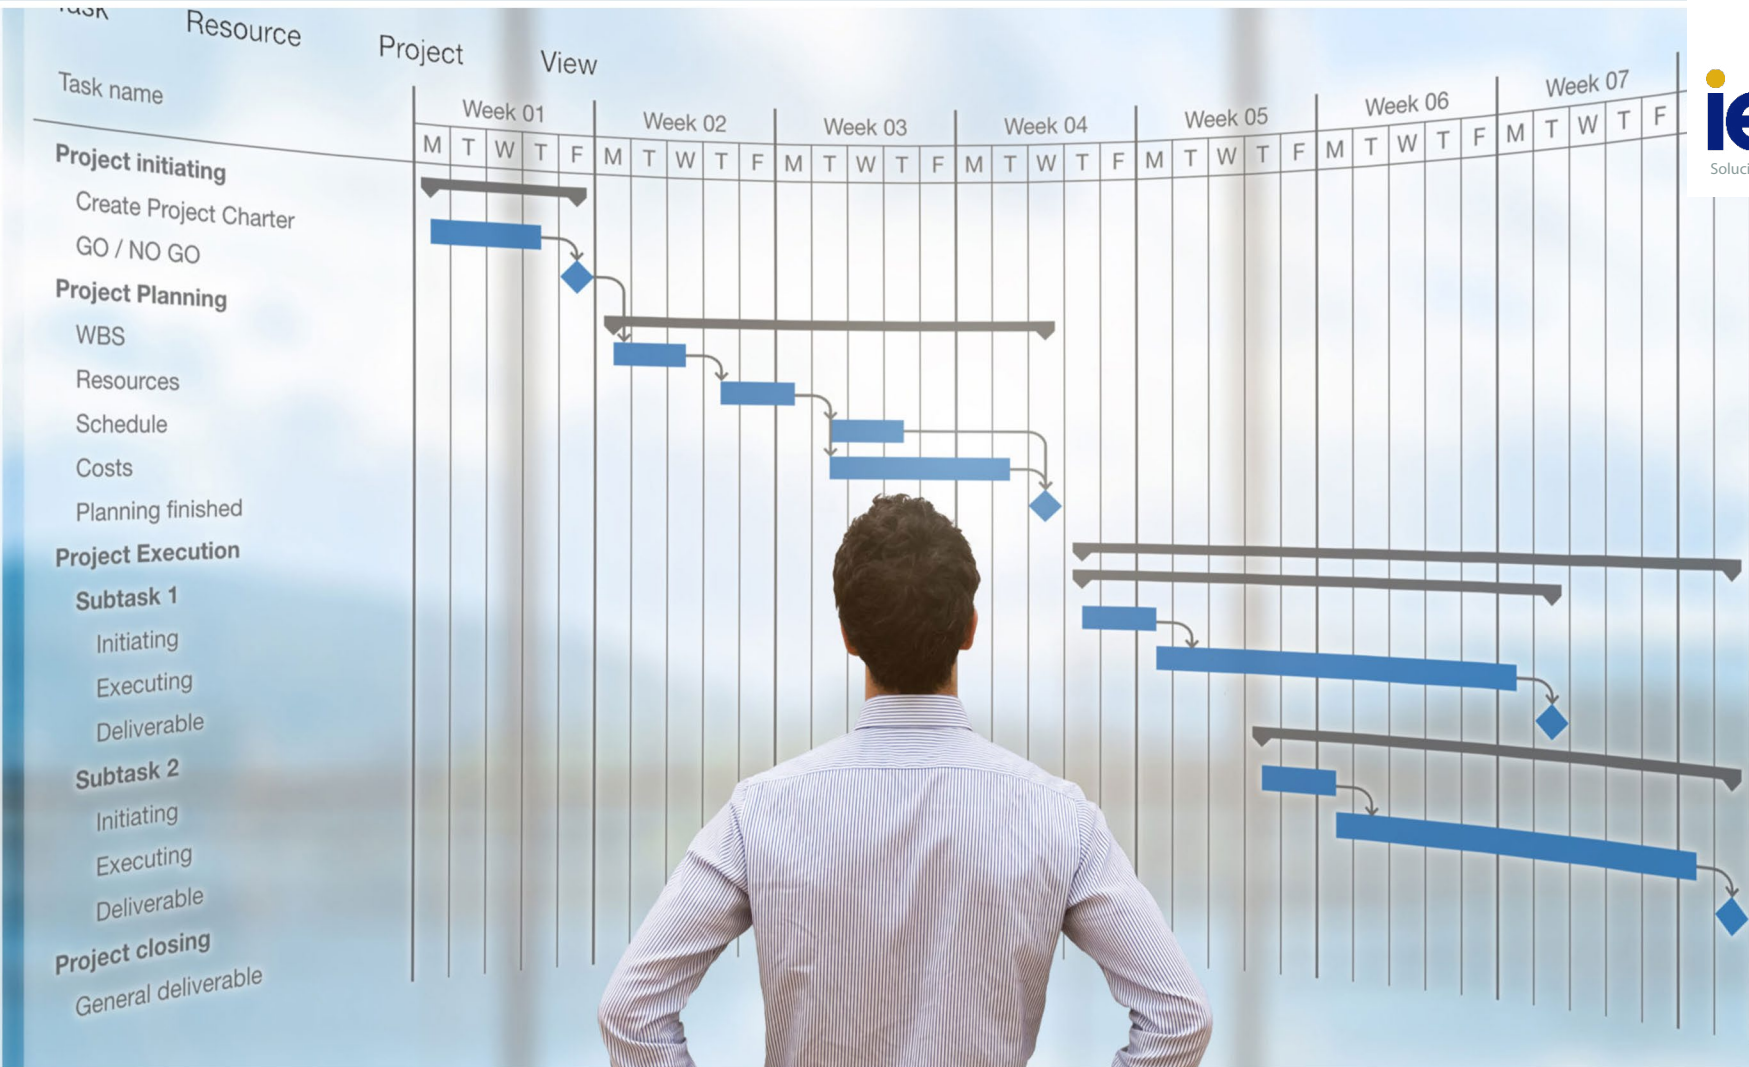 Task Resource Project View
Task name
Week 01 Week 02 Week 03 Week 04 Week 05 Week 06 Week 07
M T W T F M T W T F M T W T F M T W T F M T W T F M T W T F M T W T F
Project initiating
Create Project Charter
GO / NO GO
Project Planning
WBS
Resources
Schedule
Costs
Planning finished
Project Execution
Subtask 1
Initiating
Executing
Deliverable
Subtask 2
Initiating
Executing
Deliverable
Project closing
General deliverable